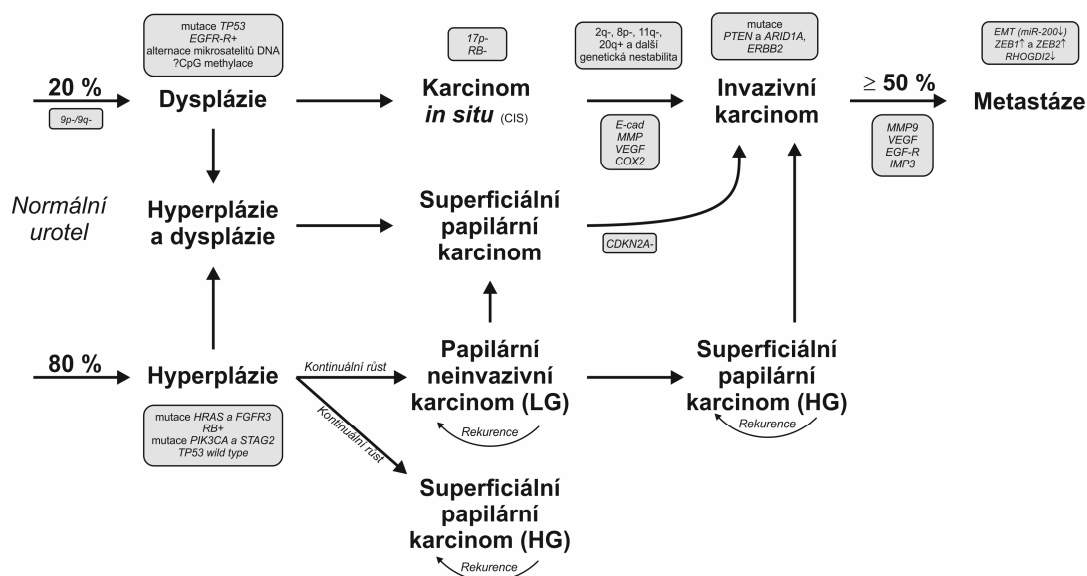 mutace TP53
EGFR-R+
alternace mikrosatelitů DNA
?CpG methylace
17p-
RB-
2q-, 8p-, 11q-,
20q+ a další
genetická nestabilita
mutace
PTEN a ARID1A,
ERBB2
EMT (miR-200↓)
ZEB1↑ a ZEB2↑
RHOGDI2↓
20 %
9p-/9q-
Dysplázie
Karcinom
in situ (CIS)
E-cad
MMP
VEGF
COX2
Invazivní
karcinom
≥ 50 %
MMP9
VEGF
EGF-R
IMP3
Metastáze
Normální
urotel
Hyperplázie
a dysplázie
Superficiální
papilární
karcinom
CDKN2A-
80 %
Hyperplázie
mutace HRAS a FGFR3
RB+
mutace PIK3CA a STAG2
TP53 wild type
Kontinuální růst
Kontinuální růst
Papilární
neinvazivní
karcinom (LG)
Rekurence
Superficiální
papilární
karcinom (HG)
Rekurence
Superficiální
papilární
karcinom (HG)
Rekurence